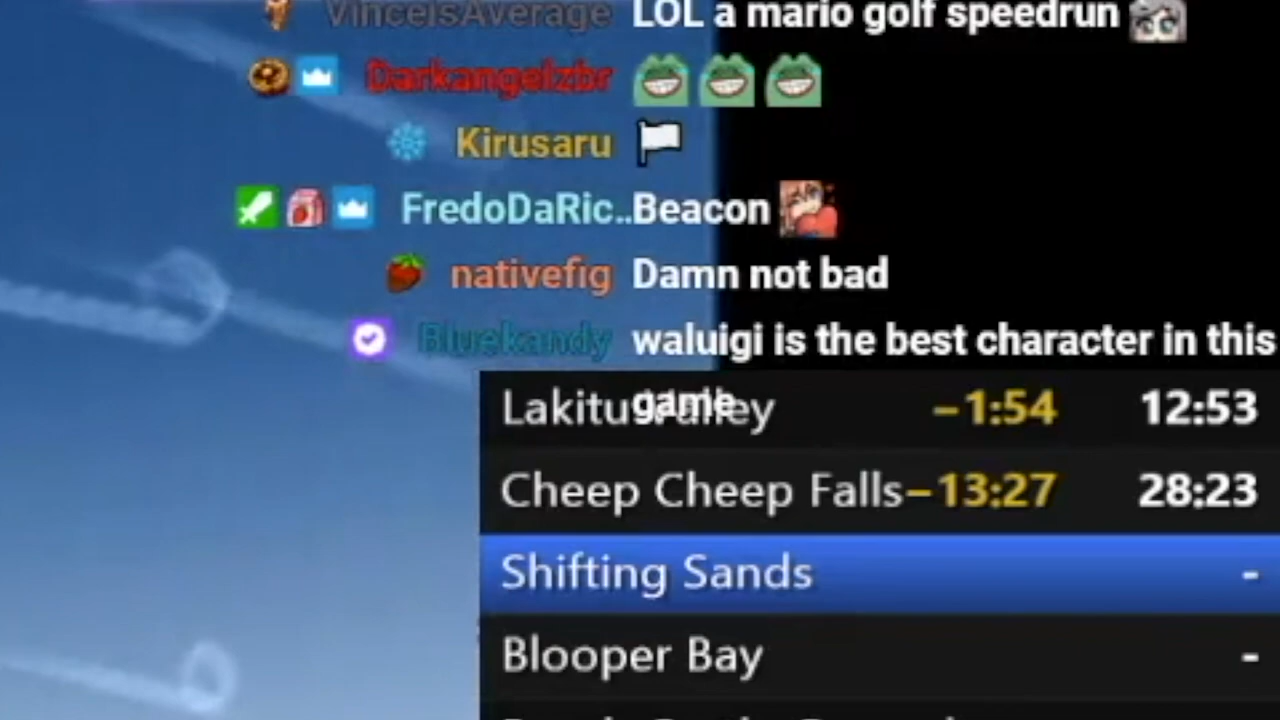 VinceIsAverage LOL a mario golf speedrun
Darkangelzbr
Kirusaru
FredoDaRic.. Beacon
nativefig Damn not bad
Bluekandy waluigi is the best character in this
game
Lakitu Valley -1:54 12:53
Cheep Cheep Falls -13:27 28:23
Shifting Sands -
Blooper Bay -